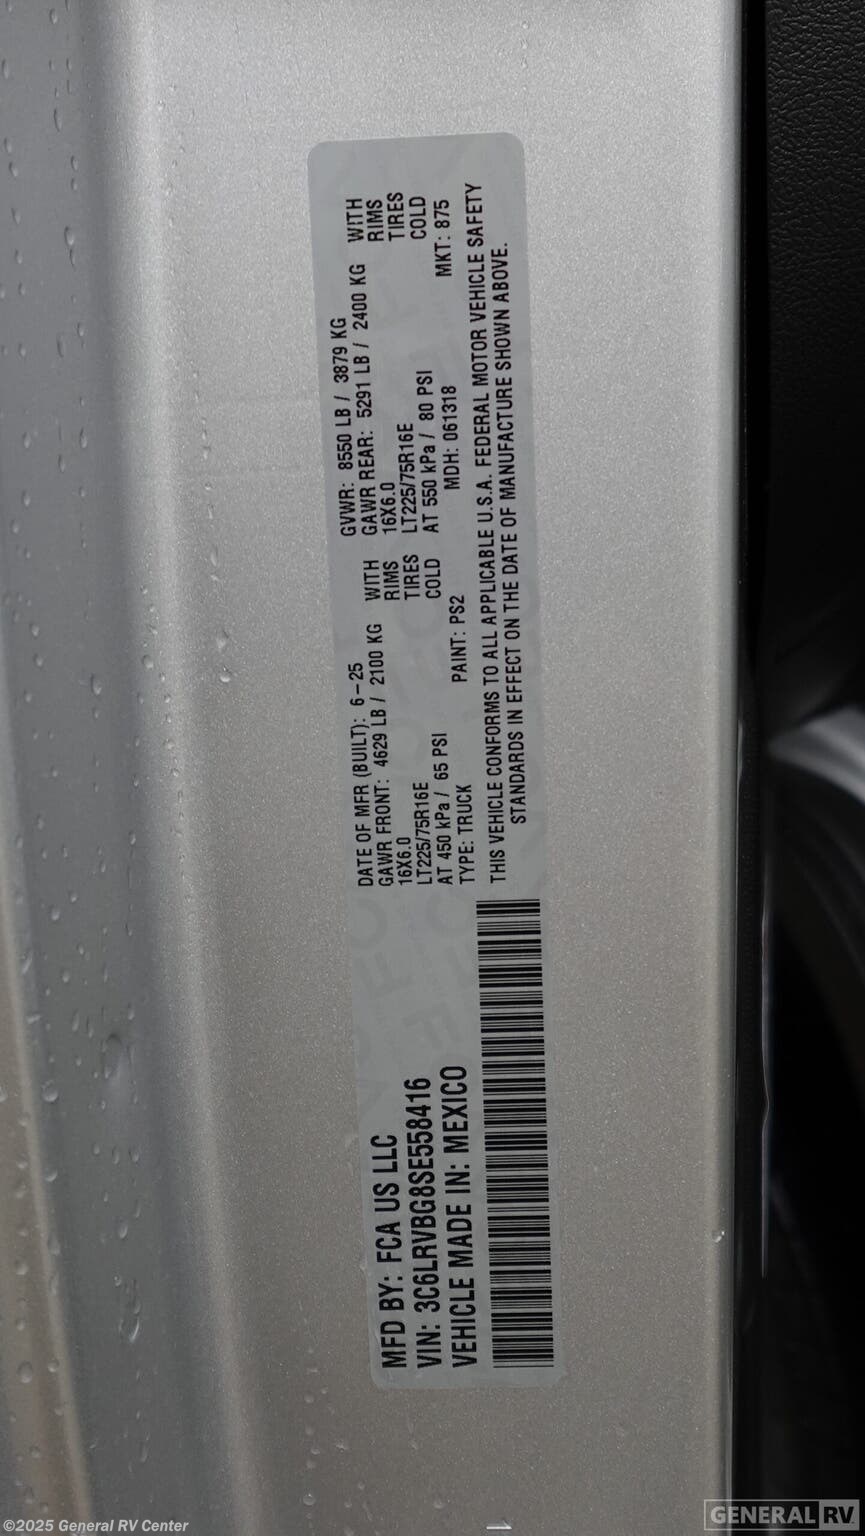 MFD BY: FCA US LLC
VIN: 3C6LRVBG8SE558416
VEHICLE MADE IN: MEXICO
DATE OF MFR (BUILT): 6-25
GAWR FRONT: 4629 LB / 2100 KG WITH
16X6.0 RIMS
LT225/75R16E TIRES
AT 450 kPa / 65 PSI COLD
GVWR: 8550 LB / 3879 KG
GAWR REAR: 5291 LB / 2400 KG WITH
16X6.0 RIMS
LT225/75R16E TIRES
AT 550 kPa / 80 PSI COLD
TYPE: TRUCK PAINT: PS2 MDH: 061318 MKT: 875
THIS VEHICLE CONFORMS TO ALL APPLICABLE U.S.A. FEDERAL MOTOR VEHICLE SAFETY
STANDARDS IN EFFECT ON THE DATE OF MANUFACTURE SHOWN ABOVE.
©2025 General RV Center
GENERAL RV